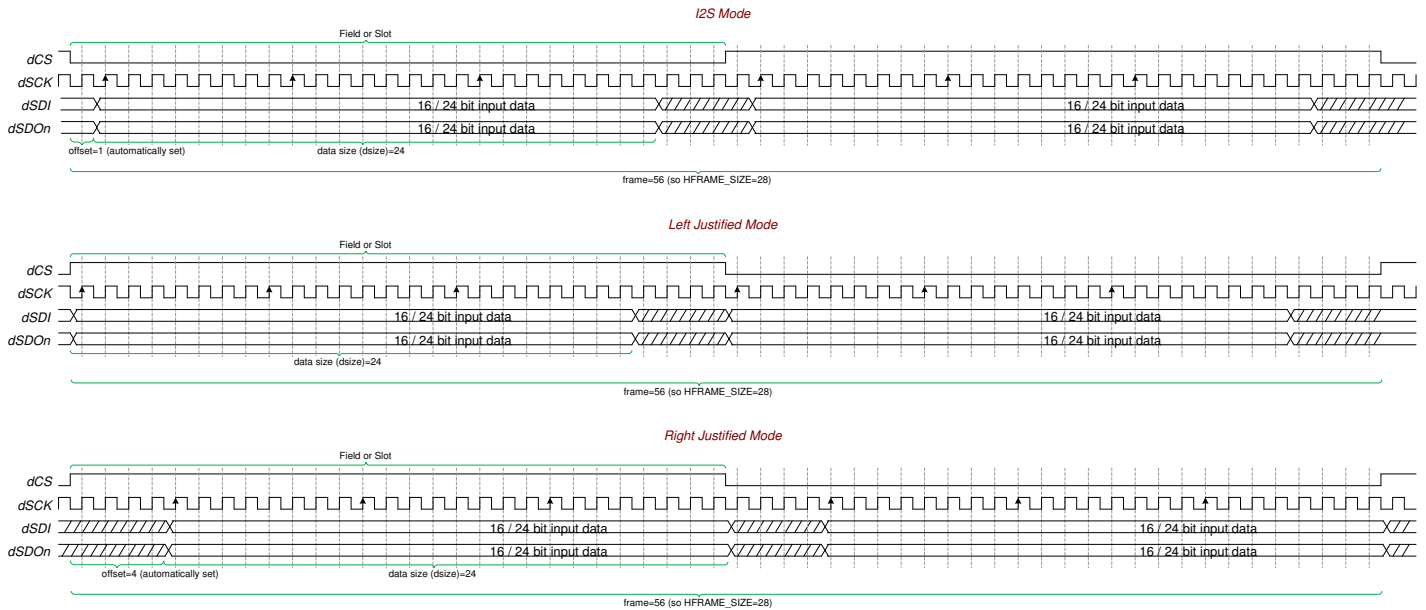 I2S Mode
Field or Slot
dCS
dSCK
dSDI 16 / 24 bit input data 16 / 24 bit input data
dSDOn 16 / 24 bit input data 16 / 24 bit input data
offset=1 (automatically set) data size (dsize)=24
frame=56 (so HFRAME_SIZE=28)
Left Justified Mode
Field or Slot
dCS
dSCK
dSDI 16 / 24 bit input data 16 / 24 bit input data
dSDOn 16 / 24 bit input data 16 / 24 bit input data
data size (dsize)=24
frame=56 (so HFRAME_SIZE=28)
Right Justified Mode
Field or Slot
dCS
dSCK
dSDI 16 / 24 bit input data 16 / 24 bit input data
dSDOn 16 / 24 bit input data 16 / 24 bit input data
offset=4 (automatically set) data size (dsize)=24
frame=56 (so HFRAME_SIZE=28)